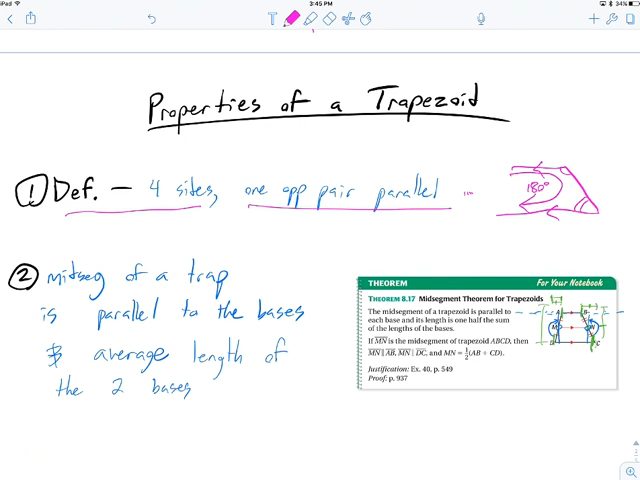 iPad
3:45 PM
34%
Properties of a Trapezoid
① Def. – 4 sides, one opp pair parallel ...
180°
② midseg of a trap
is parallel to the bases
& average length of
the 2 bases
THEOREM For Your Notebook
THEOREM 8.17 Midsegment Theorem for Trapezoids
The midsegment of a trapezoid is parallel to
each base and its length is one half the sum
of the lengths of the bases.
If MN is the midsegment of trapezoid ABCD, then
MN ∥ AB, MN ∥ DC, and MN = 1/2(AB + CD).
Justification: Ex. 40, p. 549
Proof: p. 937
A B
M N
D C